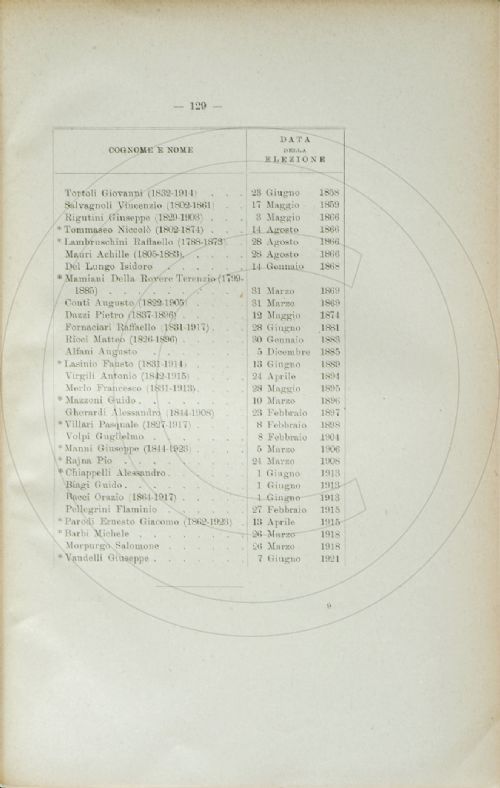 — 129 —
COGNOME E NOME
DATA
DELLA
ELEZIONE
Tortoli Giovanni (1832-1914) . . . 23 Giugno 1858
Salvagnoli Vincenzio (1802-1861) . 17 Maggio 1859
Rigutini Giuseppe (1829-1903) . . . 3 Maggio 1866
* Tommaseo Niccolò (1802-1874) . . 14 Agosto 1866
* Lambruschini Raffaello (1788-1873) . 28 Agosto 1866
Mauri Achille (1805-1883) . . . . 28 Agosto 1866
Del Lungo Isidoro . . . . . . 14 Gennaio 1868
* Mamiani Della Rovere Terenzio (1799-
1885) . . . . . . . . . 31 Marzo 1869
Conti Augusto (1822-1905) . . . . 31 Marzo 1869
Dazzi Pietro (1837-1896) . . . . 12 Maggio 1874
Fornaciari Raffaello (1831-1917) . . 28 Giugno 1881
Ricci Matteo (1826-1896) . . . . 30 Gennaio 1883
Alfani Augusto . . . . . . 5 Dicembre 1885
* Lasinio Fausto (1831-1914) . . . 13 Giugno 1889
Virgili Antonio (1842-1915) . . . 24 Aprile 1894
Merlo Francesco (1831-1913) . . . 28 Maggio 1895
* Mazzoni Guido . . . . . . . 10 Marzo 1896
Gherardi Alessandro (1844-1908) . . 23 Febbraio 1897
* Villari Pasquale (1827-1917) . . . 8 Febbraio 1898
Volpi Guglielmo . . . . . . 8 Febbraio 1904
* Manni Giuseppe (1844-1923) . . . 5 Marzo 1906
* Rajna Pio . . . . . . . . 24 Marzo 1908
* Chiappelli Alessandro . . . . . 1 Giugno 1913
Biagi Guido . . . . . . . . 1 Giugno 1913
Bacci Orazio (1864-1917) . . . . 1 Giugno 1913
Pellegrini Flaminio . . . . . 27 Febbraio 1915
* Parodi Ernesto Giacomo (1862-1923) . 13 Aprile 1915
* Barbi Michele . . . . . . . 26 Marzo 1918
Morpurgo Salomone . . . . . 26 Marzo 1918
* Vandelli Giuseppe . . . . . . 7 Giugno 1921
9